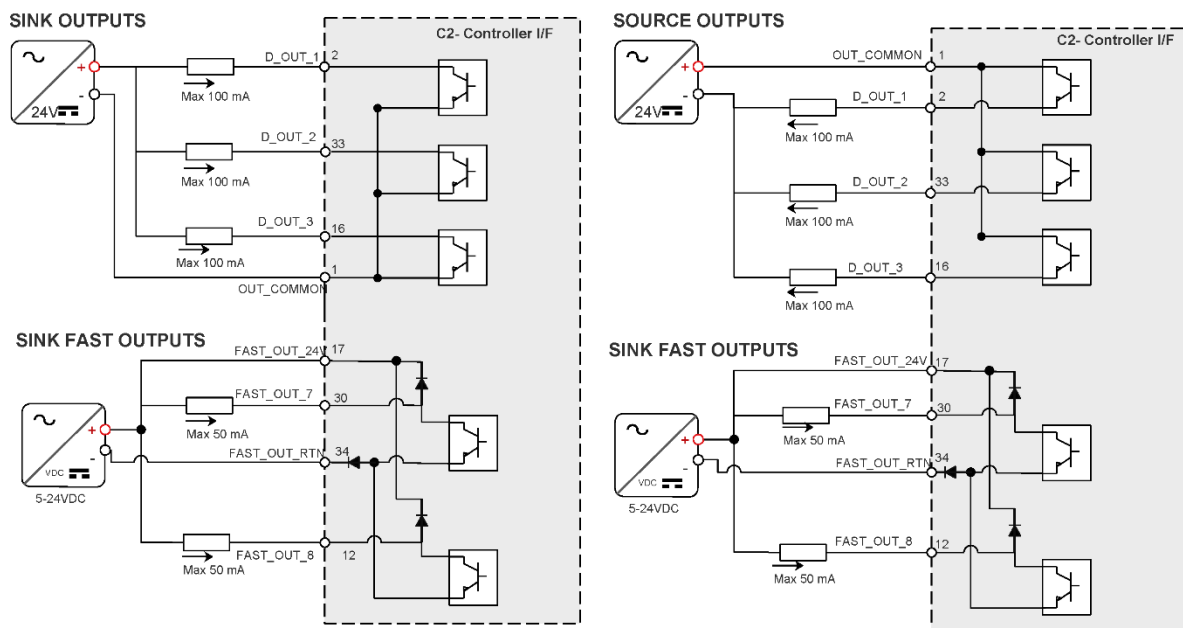 SINK OUTPUTS
C2- Controller I/F
+
-
24V
D_OUT_1
2
Max 100 mA
D_OUT_2
33
Max 100 mA
D_OUT_3
16
Max 100 mA
1
OUT_COMMON
SINK FAST OUTPUTS
FAST_OUT_24V
17
FAST_OUT_7
30
Max 50 mA
+
-
VDC
5-24VDC
FAST_OUT_RTN
34
FAST_OUT_8
12
Max 50 mA
SOURCE OUTPUTS
C2- Controller I/F
+
-
24V
OUT_COMMON
1
D_OUT_1
2
Max 100 mA
D_OUT_2
33
Max 100 mA
D_OUT_3
16
Max 100 mA
SINK FAST OUTPUTS
FAST_OUT_24V
17
FAST_OUT_7
30
Max 50 mA
+
-
VDC
5-24VDC
FAST_OUT_RTN
34
FAST_OUT_8
12
Max 50 mA